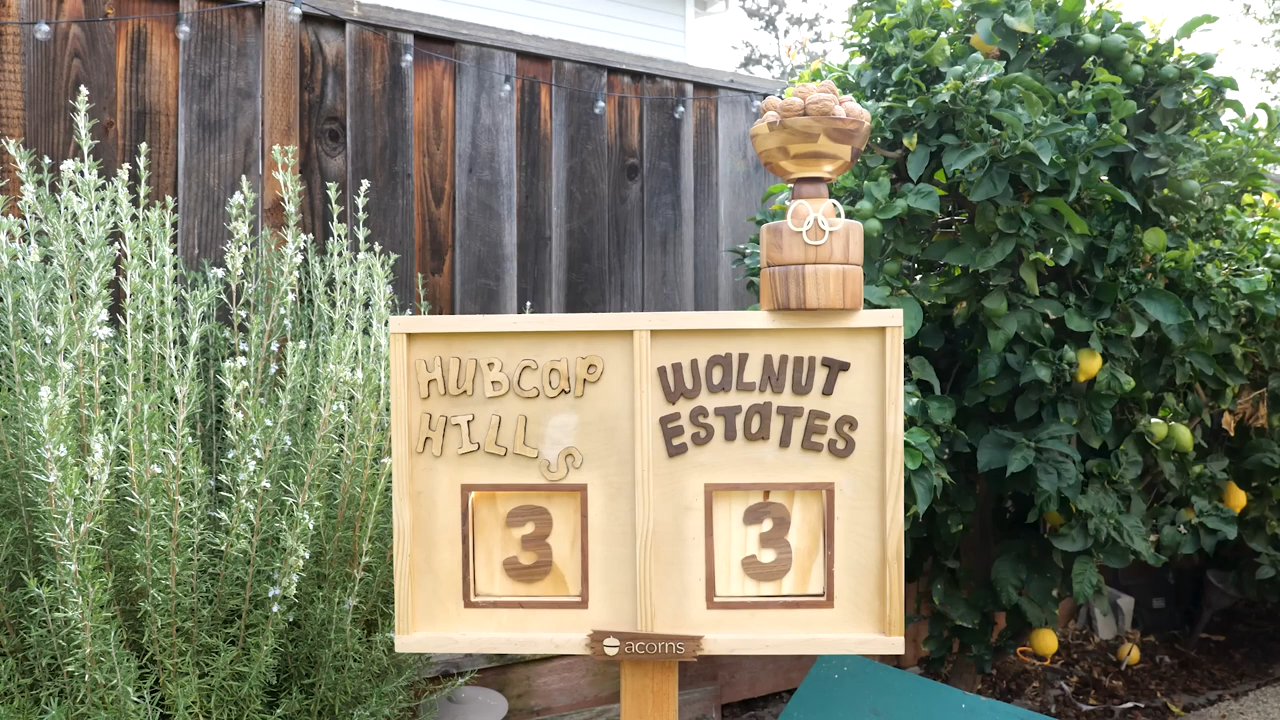 HUBCaP
HILLS
WaLNUT
ESTaTES
3
3
acorns